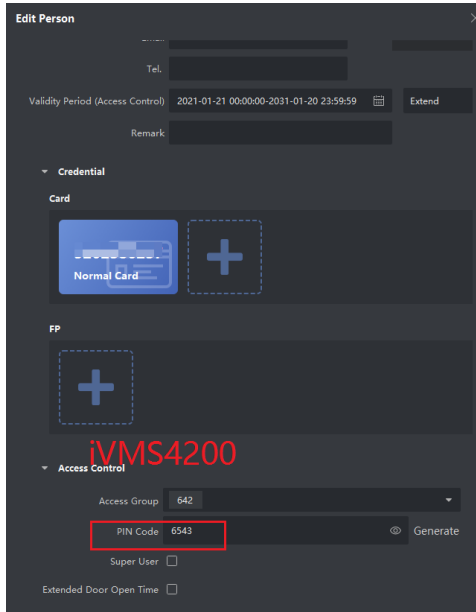 Edit Person
Tel.
Validity Period (Access Control) 2021-01-21 00:00:00-2031-01-20 23:59:59 Extend
Remark
Credential
Card
Normal Card
FP
iVMS4200
Access Control
Access Group 642
PIN Code 6543 Generate
Super User
Extended Door Open Time